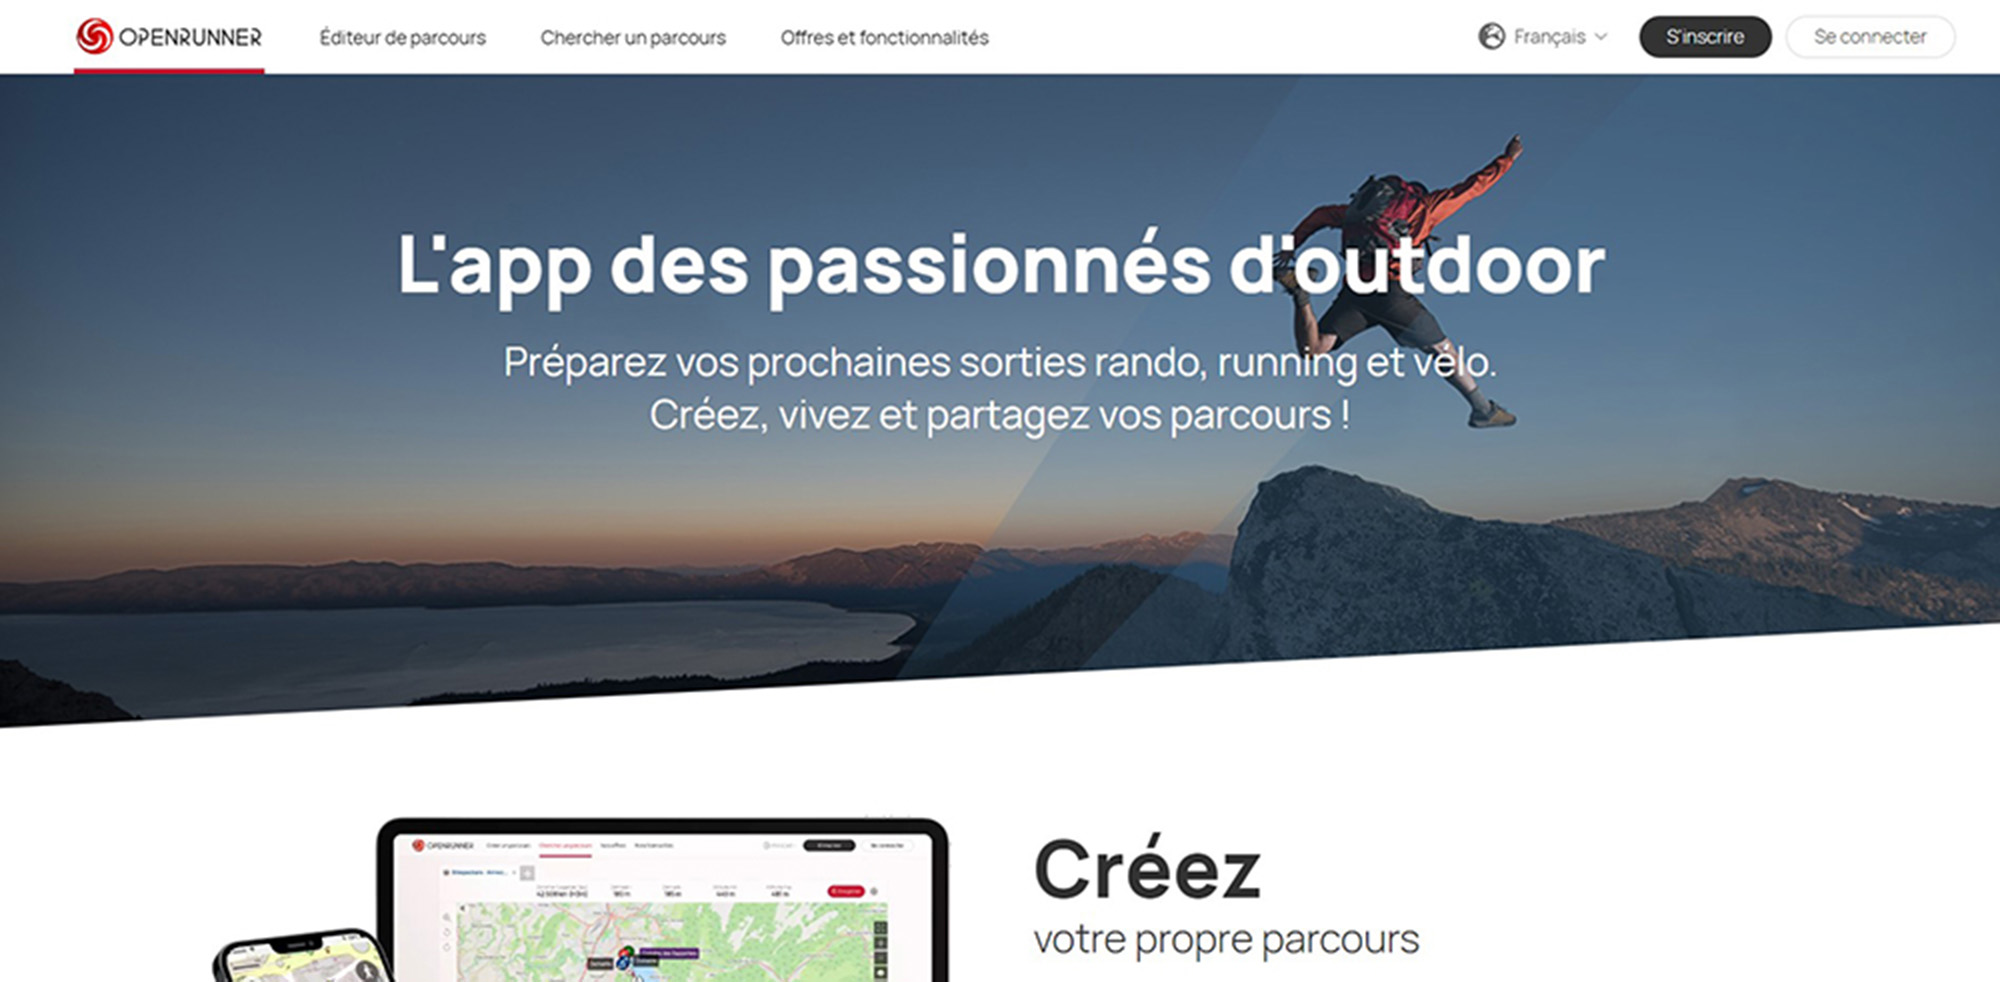 OPENRUNNER
Éditeur de parcours
Chercher un parcours
Offres et fonctionnalités
Français
S'inscrire
Se connecter
L'app des passionnés d'outdoor
Préparez vos prochaines sorties rando, running et vélo.
Créez, vivez et partagez vos parcours !
OPENRUNNER
Créez
votre propre parcours